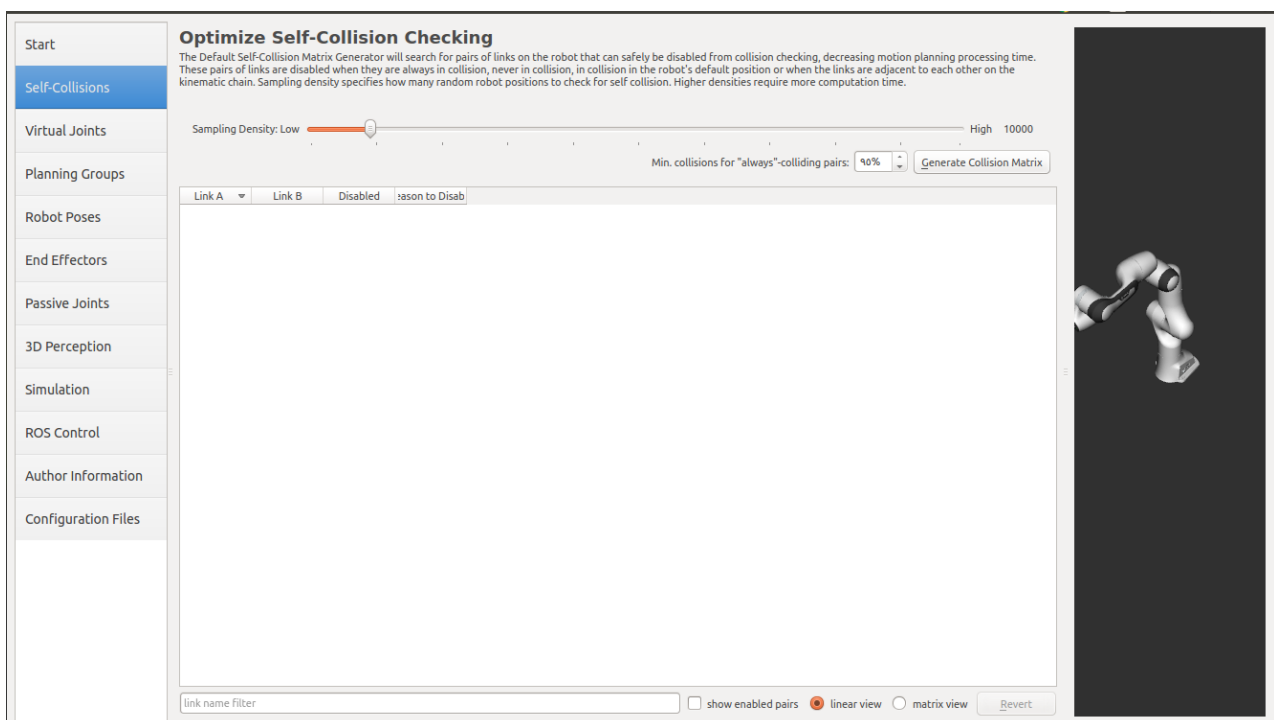 Start
Self-Collisions
Virtual Joints
Planning Groups
Robot Poses
End Effectors
Passive Joints
3D Perception
Simulation
ROS Control
Author Information
Configuration Files
Optimize Self-Collision Checking
The Default Self-Collision Matrix Generator will search for pairs of links on the robot that can safely be disabled from collision checking, decreasing motion planning processing time.
These pairs of links are disabled when they are always in collision, never in collision, in collision in the robot's default position or when the links are adjacent to each other on the
kinematic chain. Sampling density specifies how many random robot positions to check for self collision. Higher densities require more computation time.
Sampling Density: Low High 10000
Min. collisions for "always"-colliding pairs: ٩٥% Generate Collision Matrix
Link A Link B Disabled eason to Disab
link name filter show enabled pairs linear view matrix view Revert